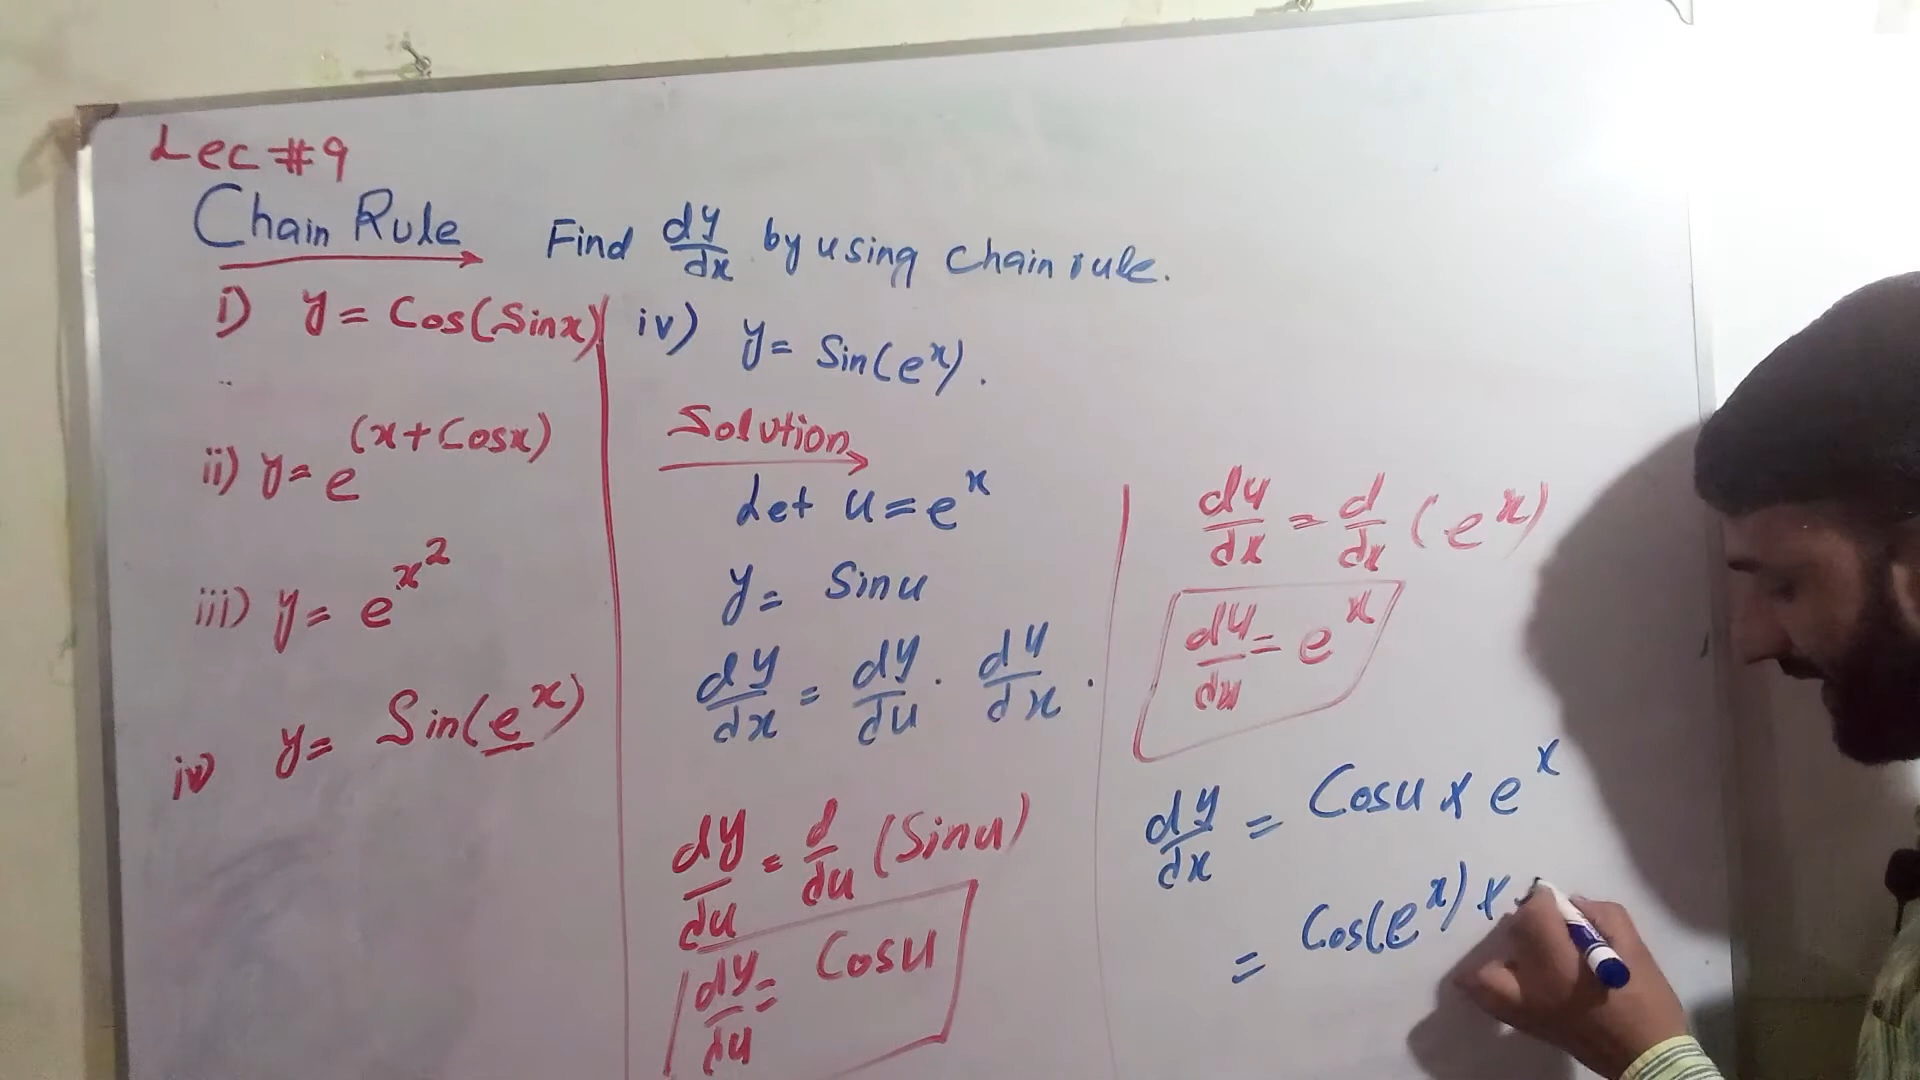 Lec #9
Chain Rule Find dy/dx by using Chain rule.
i) y = Cos(Sinx)
ii) y = e^(x+Cosx)
iii) y = e^x^2
iv) y = Sin(e^x)
iv) y = Sin(e^x).
Solution
Let u = e^x
y = Sinu
dy/dx = dy/du . du/dx .
dy/du = d/du (Sinu)
dy/du = Cosu
du/dx = d/dx (e^x)
du/dx = e^x
dy/dx = Cosu x e^x
= Cos(e^x) x